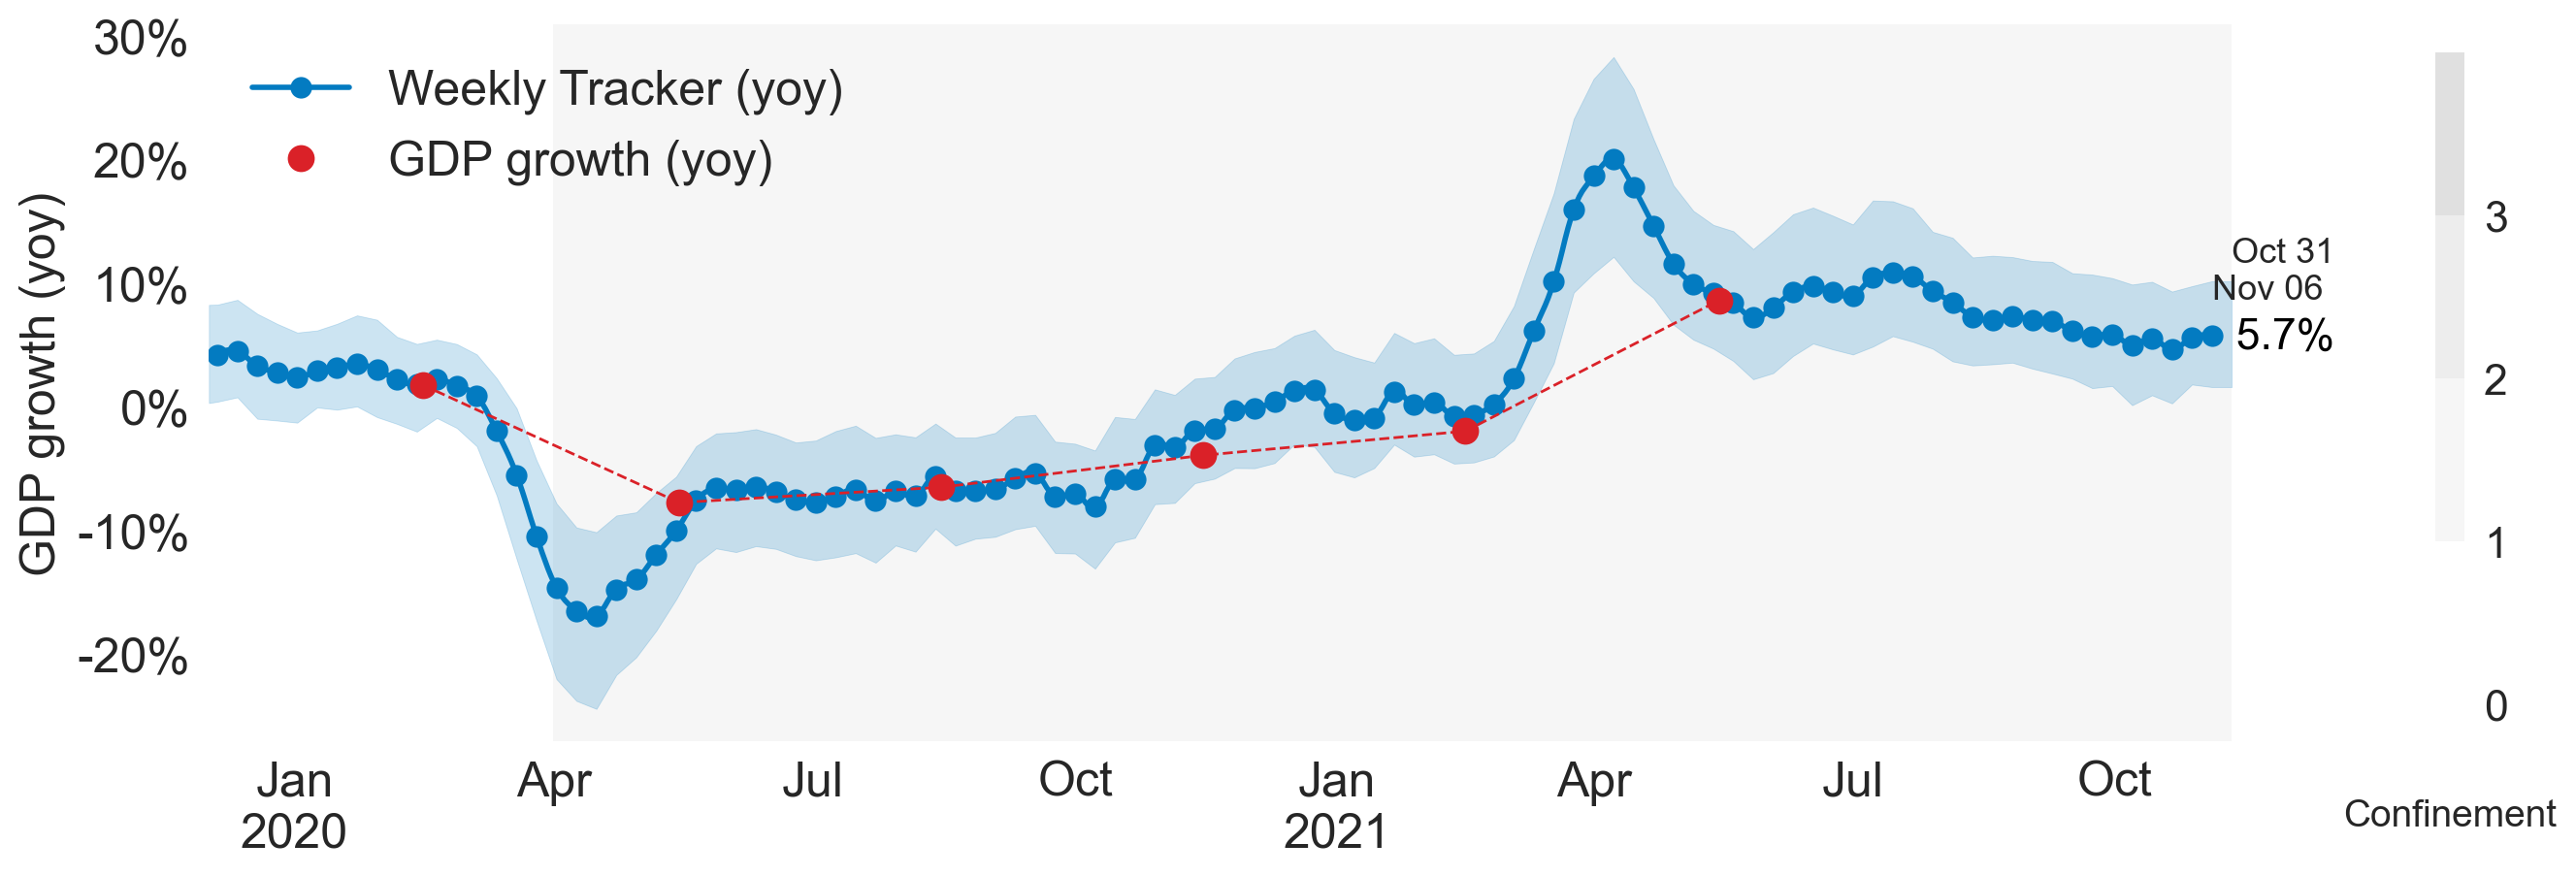 30%
20%
10%
0%
-10%
-20%
GDP growth (yoy)
Weekly Tracker (yoy)
GDP growth (yoy)
Oct 31
Nov 06
5.7%
Jan
2020
Apr
Jul
Oct
Jan
2021
Apr
Jul
Oct
3
2
1
0
Confinement